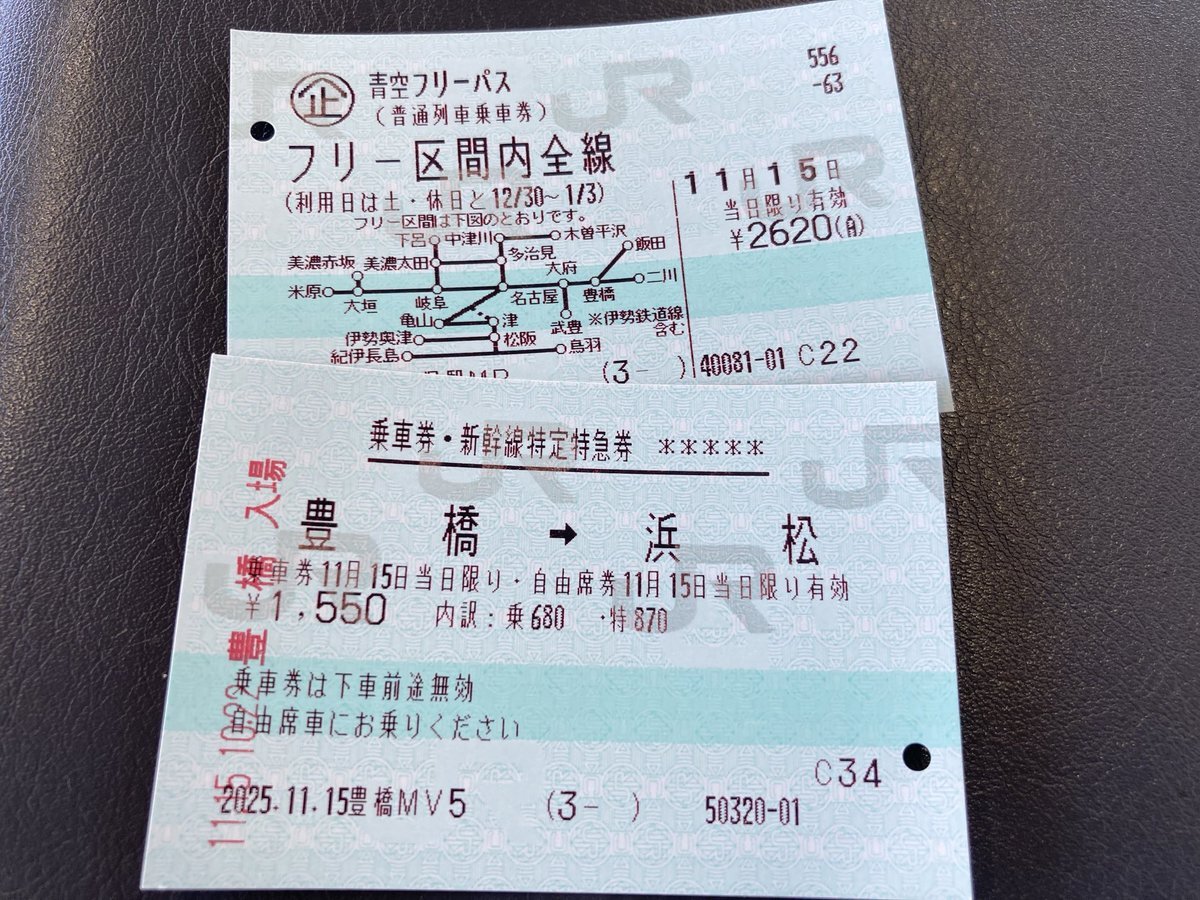 556
-63
企 青空フリーパス
(普通列車乗車券)
フリー区間内全線
(利用日は土・休日と12/30~1/3)
フリー区間は下図のとおりです。
11月15日
当日限り有効
¥2620
下呂 中津川 木曽平沢
飯田
美濃赤坂 美濃太田 多治見
大府
米原 大垣 岐阜 名古屋 豊橋 二川
亀山 津 武豊 ※伊勢鉄道線
含む
伊勢奥津 松阪
紀伊長島 鳥羽
(3- ) 40081-01 C22
JR
乗車券・新幹線特定特急券 *****
豊橋 → 浜松
乗車券11月15日当日限り・自由席券11月15日当日限り有効
¥1,550 内訳:乗680 ・特870
乗車券は下車前途無効
自由席車にお乗りください
C34
2025.11.15豊橋MV5 (3- ) 50320-01
11.15 10:22 豊橋 入場